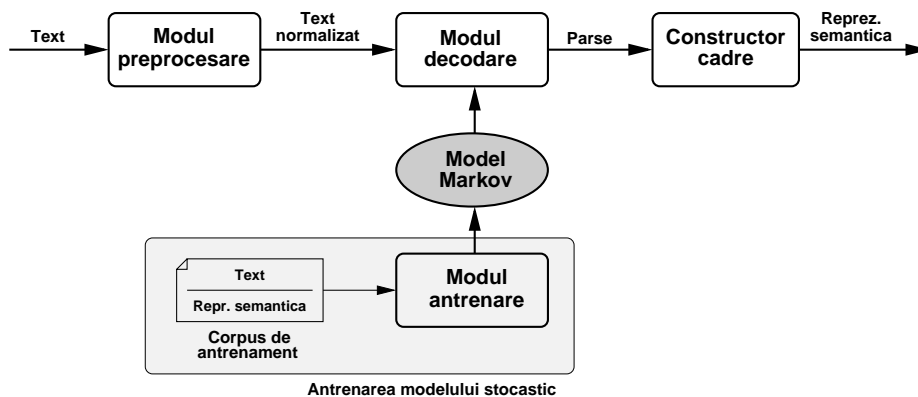 Text
Modul
preprocesare
Text
normalizat
Modul
decodare
Parse
Constructor
cadre
Reprez.
semantica
Model
Markov
Text
Repr. semantica
Modul
antrenare
Corpus de
antrenament
Antrenarea modelului stocastic